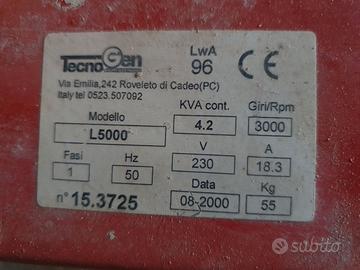 TecnoGen
LwA
96
CE
Via Emilia,242 Roveleto di Cadeo(PC)
Italy tel 0523.507092
KVA cont.
Giri/Rpm
Modello
L5000
4.2
3000
Fasi
Hz
V
A
1
50
230
18.3
Data
Kg
n° 15.3725
08-2000
55
subito